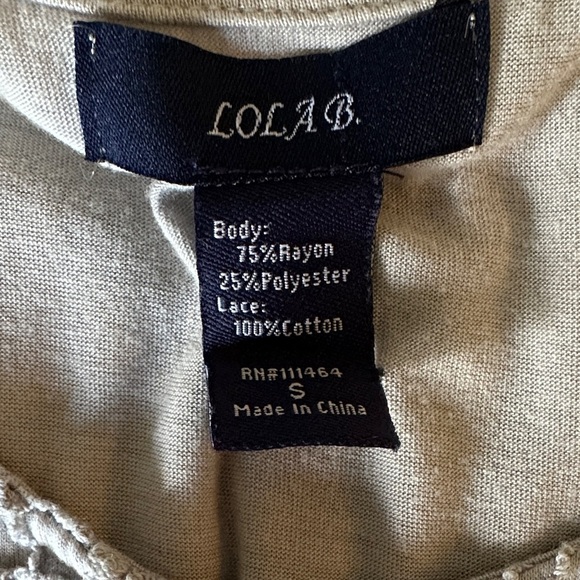 LOLA B.
Body:
75%Rayon
25%Polyester
Lace:
100%Cotton
RN#111464
S
Made In China